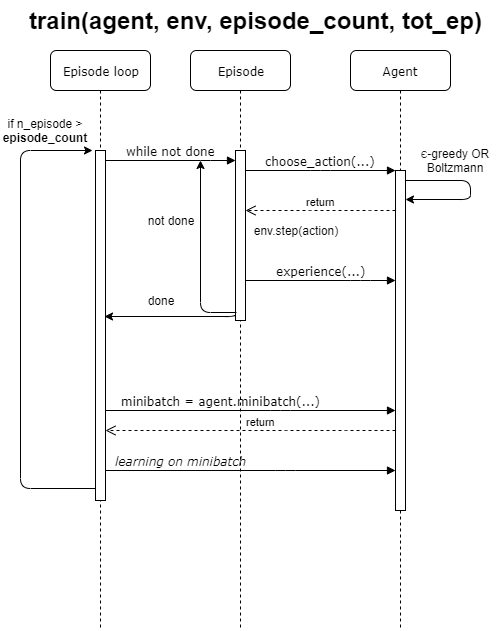 train(agent, env, episode_count, tot_ep)
Episode loop
Episode
Agent
if n_episode >
episode_count
while not done
choose_action(...)
ϵ-greedy OR
Boltzmann
return
not done
env.step(action)
experience(...)
done
minibatch = agent.minibatch(...)
return
learning on minibatch